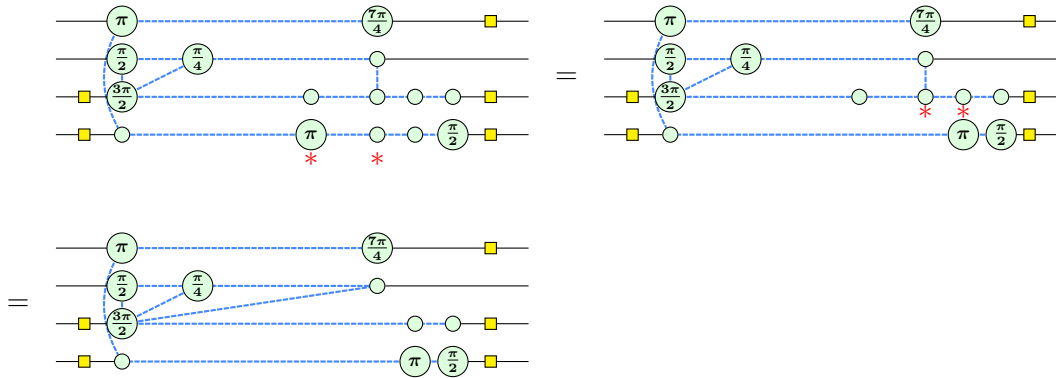 π 7π/4 π 7π/4
π/2 π/4 = π/2 π/4
3π/2 3π/2
* *
π π/2 π π/2
* *
π 7π/4
= π/2 π/4
3π/2
π π/2